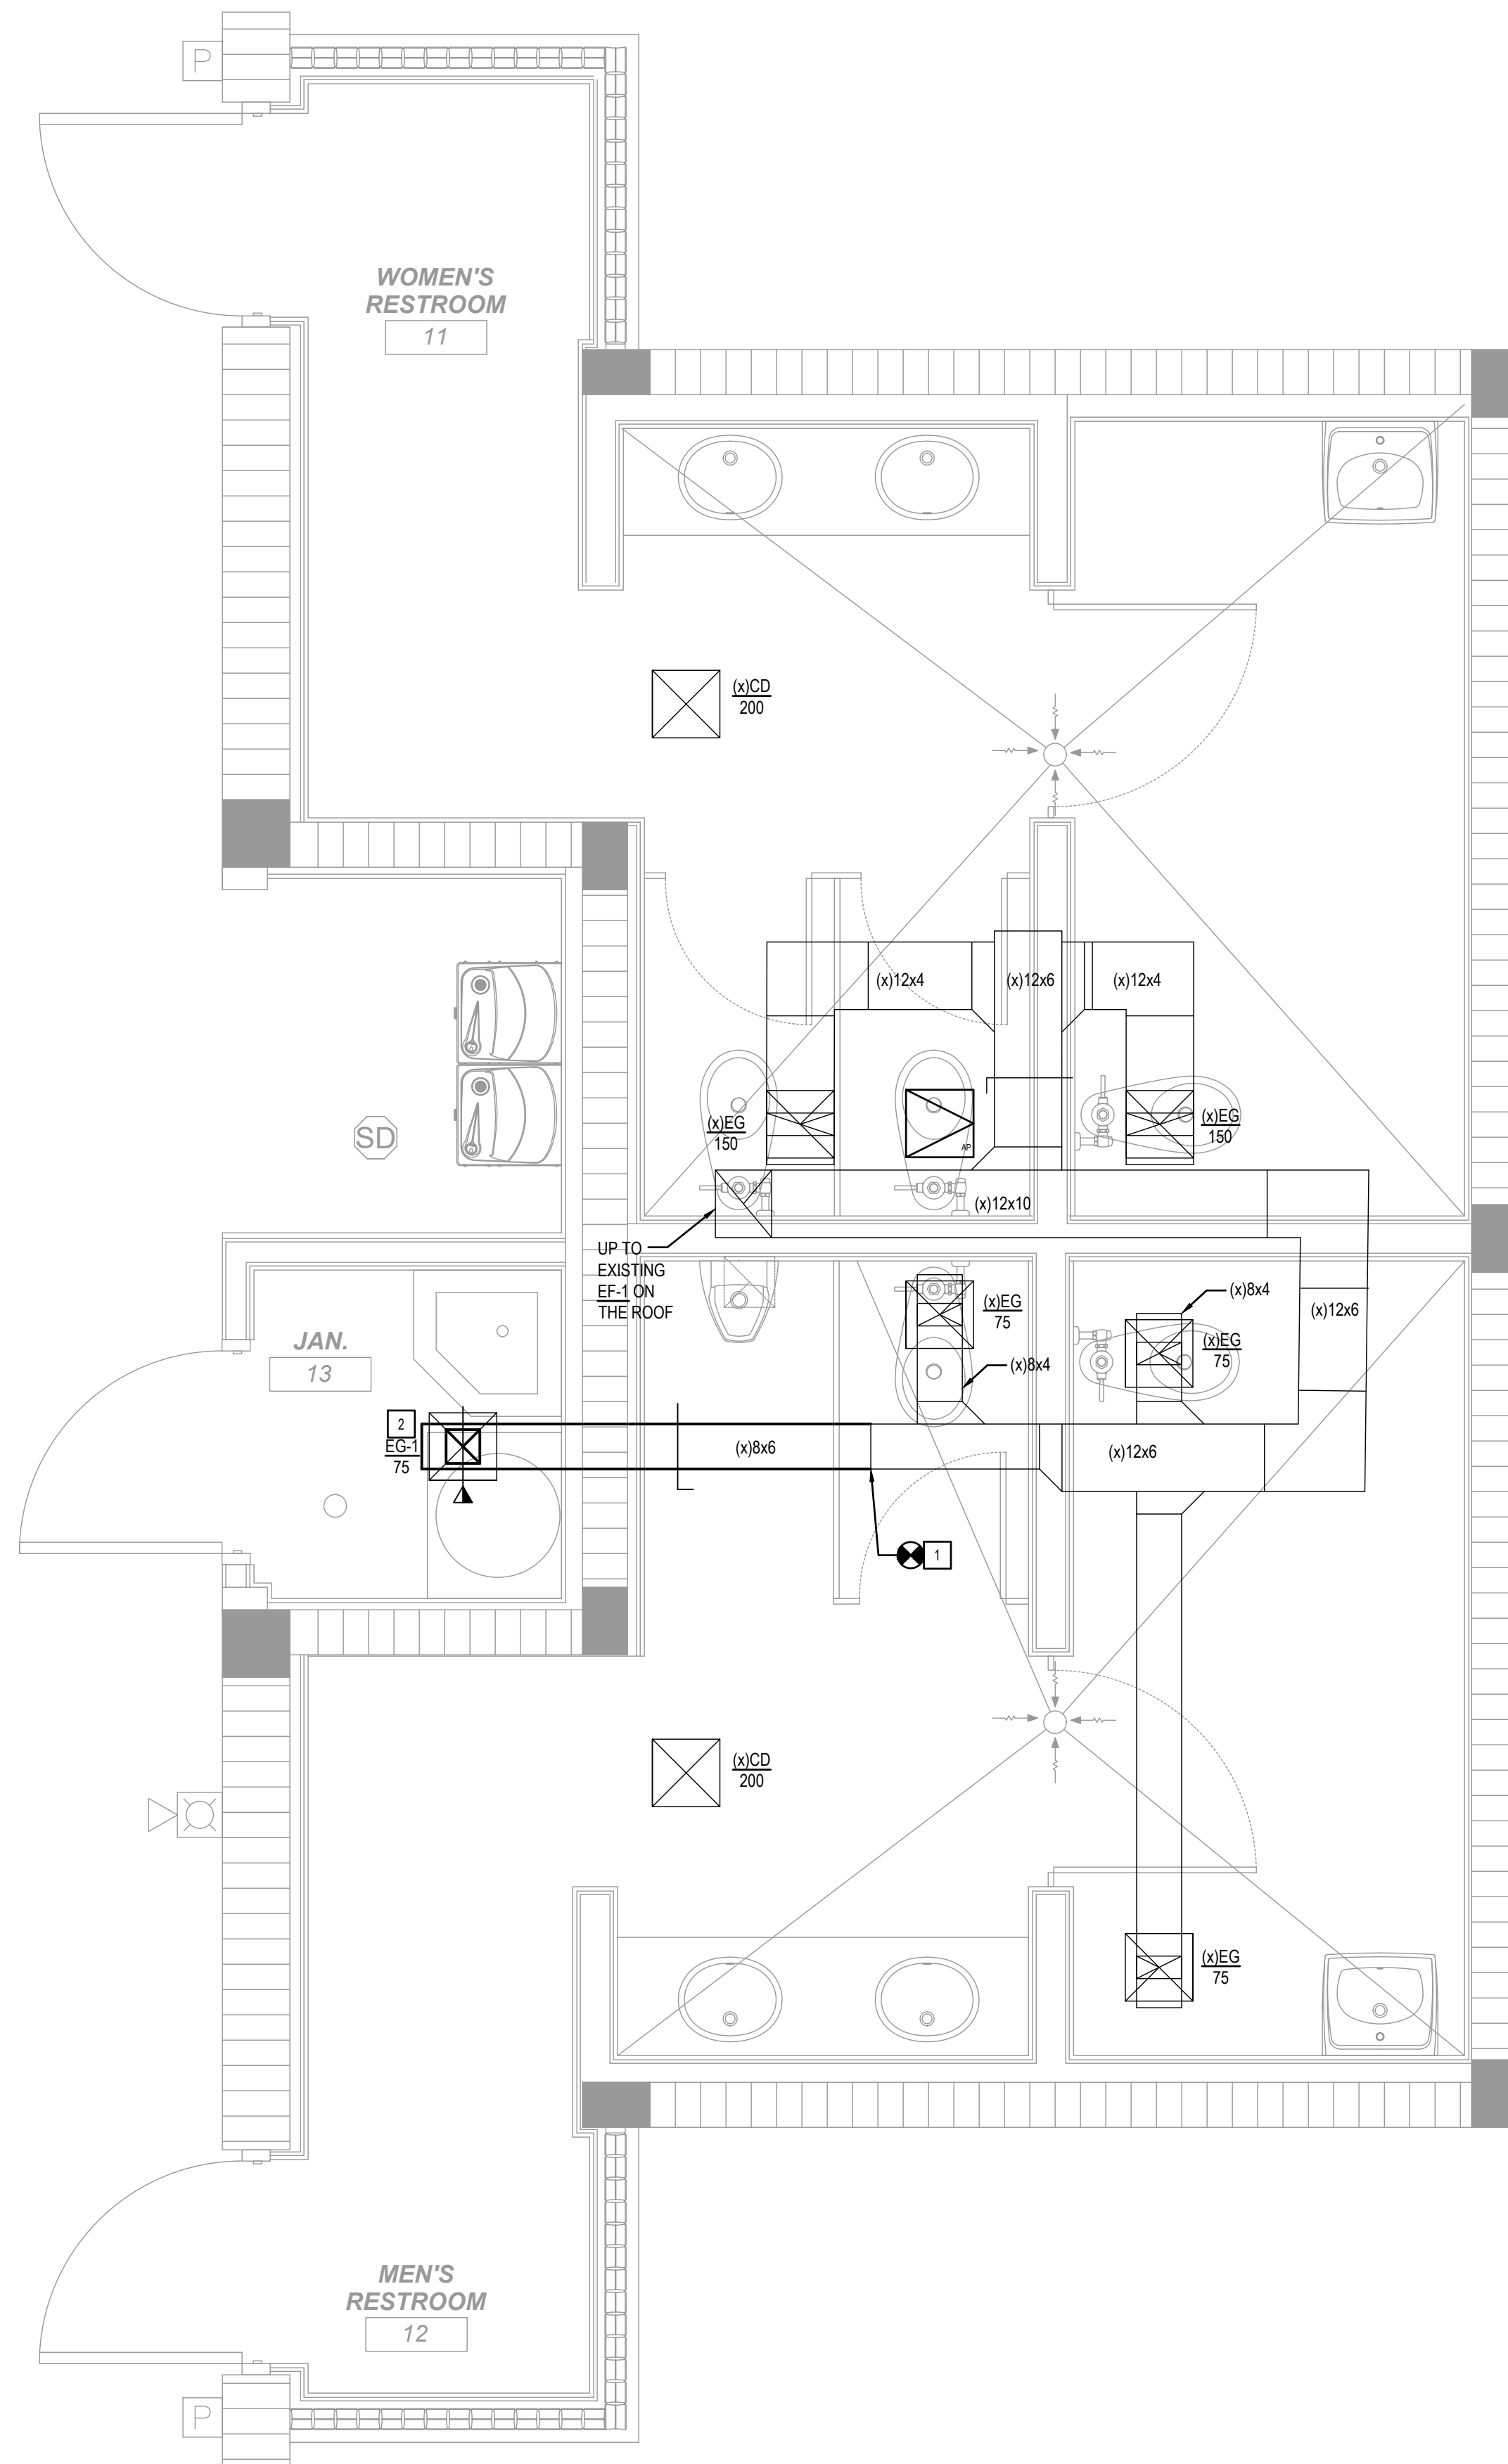 P
WOMEN'S
RESTROOM
11
(x)CD
200
(x)12x4
(x)12x6
(x)12x4
(x)EG
150
AP
(x)EG
150
SD
(x)12x10
UP TO
EXISTING
EF-1 ON
THE ROOF
(x)EG
75
(x)8x4
(x)12x6
(x)EG
75
JAN.
13
(x)8x4
2
EG-1
75
(x)8x6
(x)12x6
1
(x)CD
200
(x)EG
75
MEN'S
RESTROOM
12
P